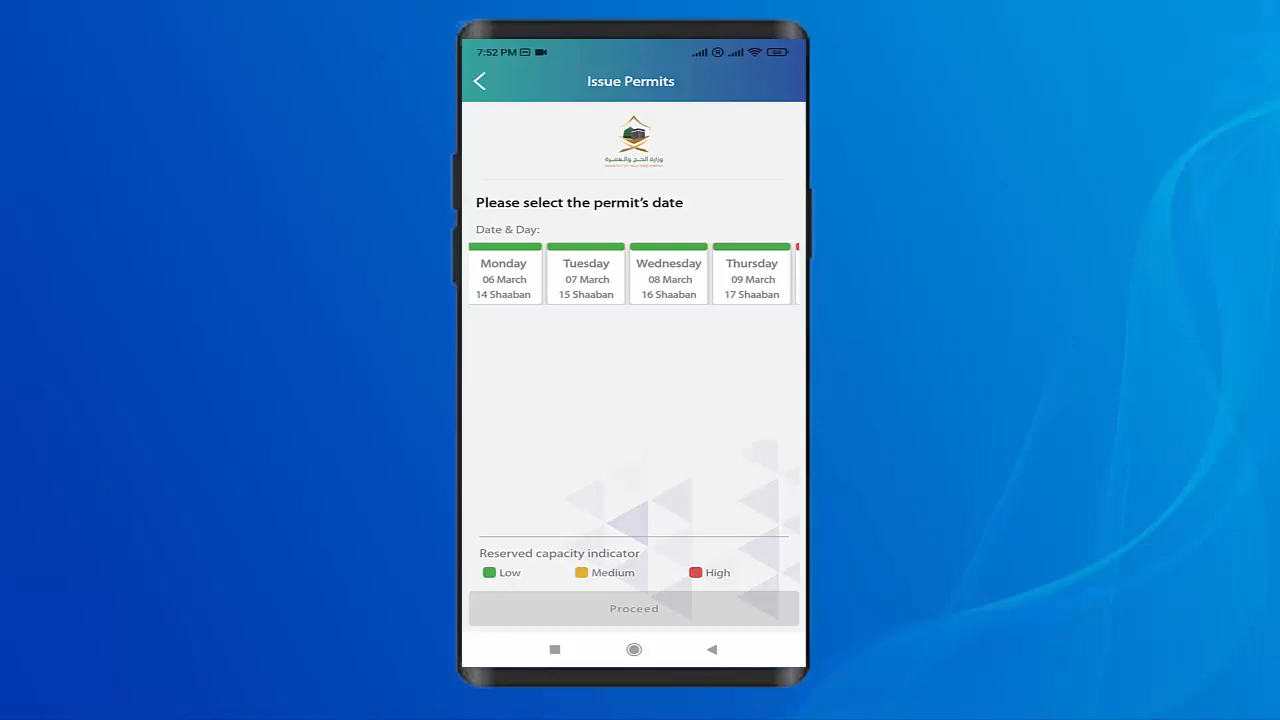 7:52 PM
Issue Permits
وزارة الحج والعمرة
Please select the permit's date
Date & Day:
Monday
06 March
14 Shaaban
Tuesday
07 March
15 Shaaban
Wednesday
08 March
16 Shaaban
Thursday
09 March
17 Shaaban
Reserved capacity indicator
Low
Medium
High
Proceed